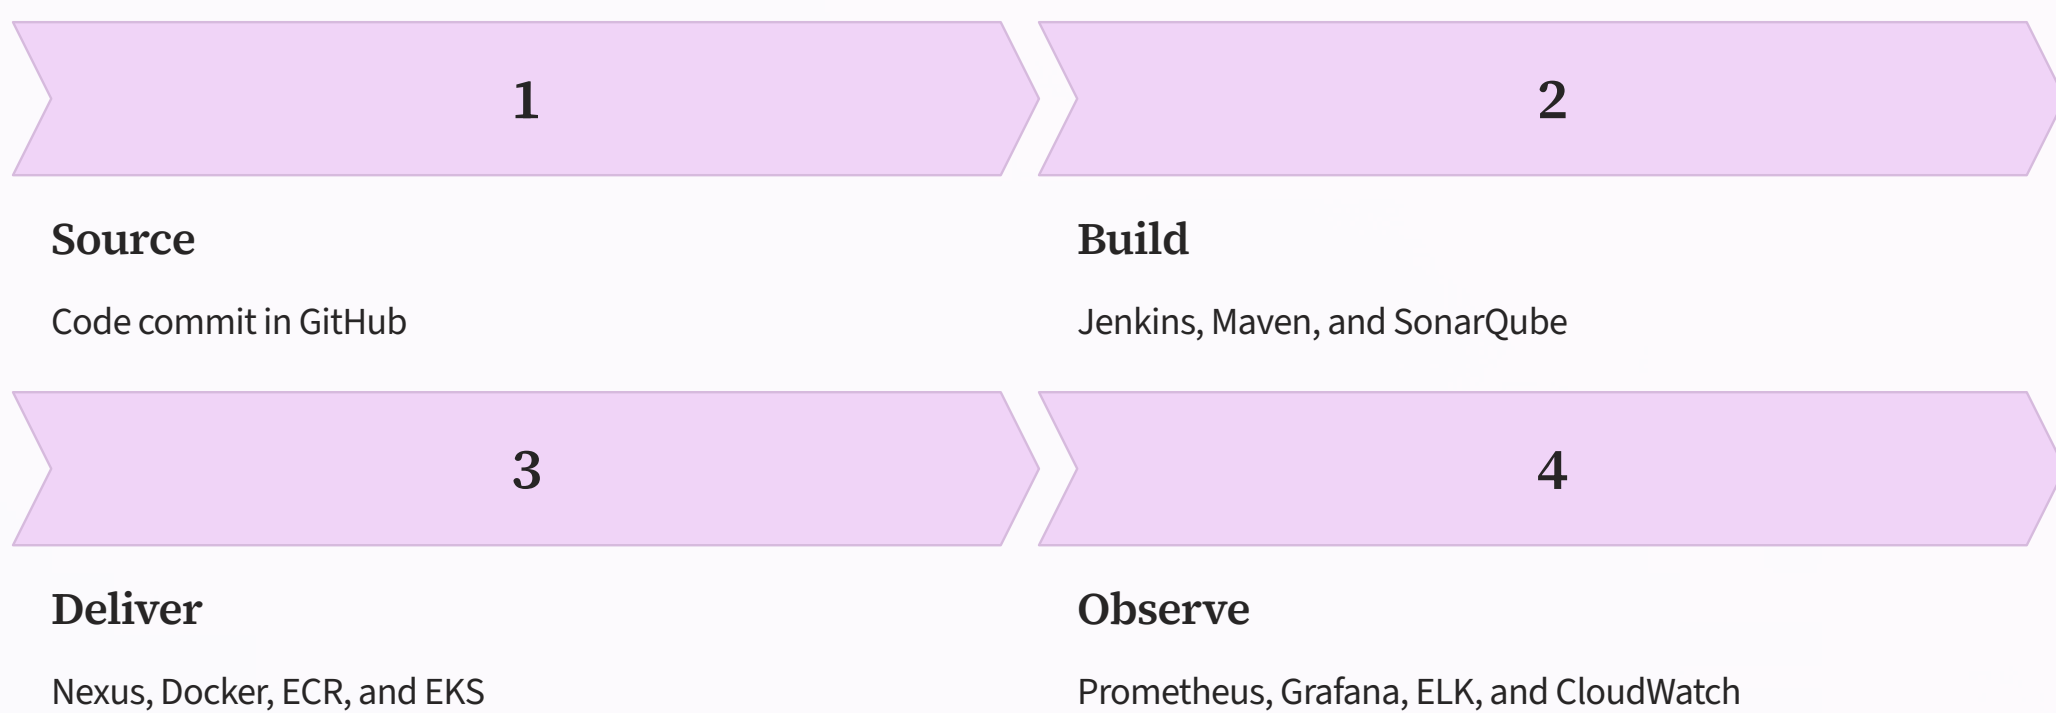 1
2
Source
Build
Code commit in GitHub
Jenkins, Maven, and SonarQube
3
4
Deliver
Observe
Nexus, Docker, ECR, and EKS
Prometheus, Grafana, ELK, and CloudWatch